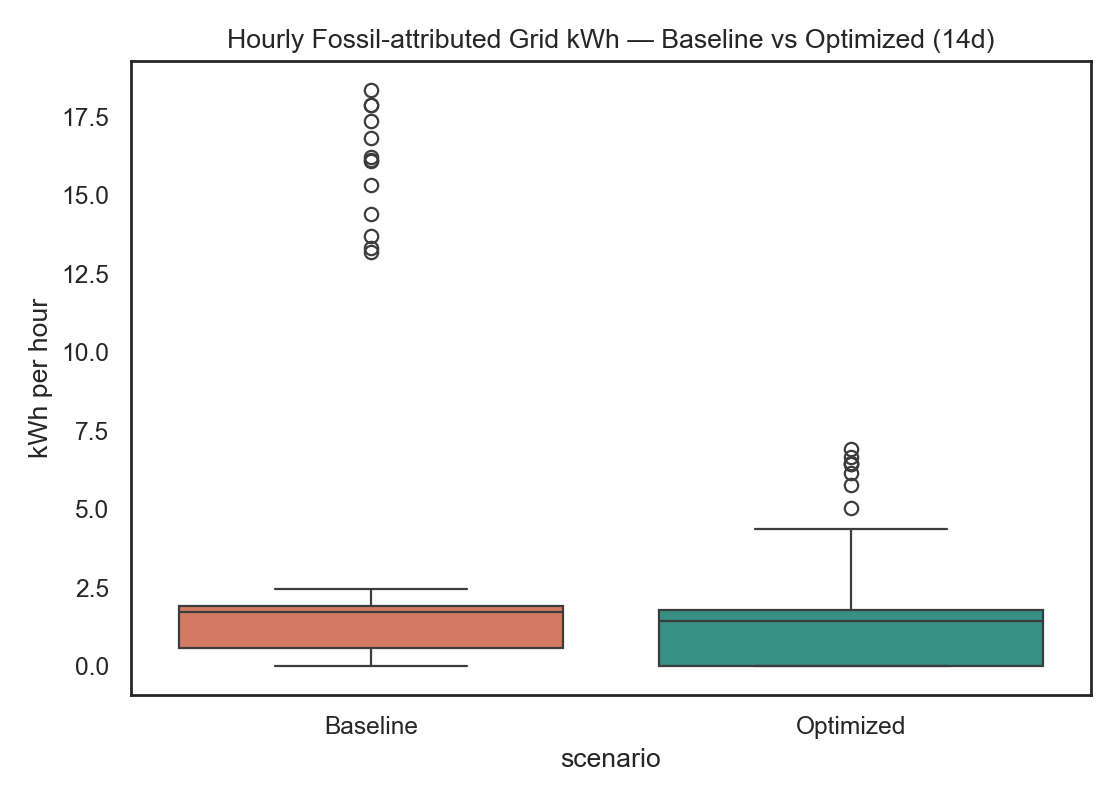 Hourly Fossil-attributed Grid kWh — Baseline vs Optimized (14d)
kWh per hour
17.5
15.0
12.5
10.0
7.5
5.0
2.5
0.0
Baseline
Optimized
scenario